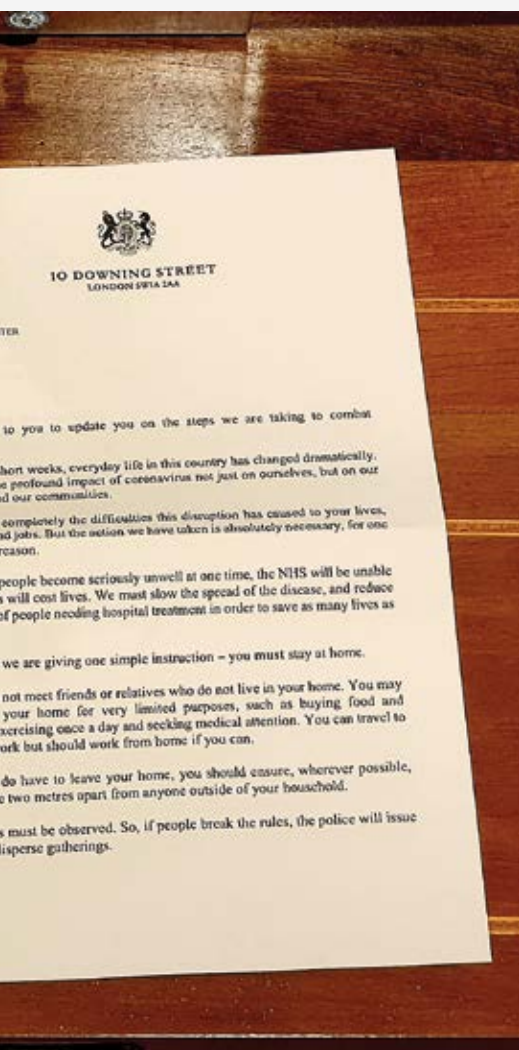 10 DOWNING STREET
LONDON SW1A 2AA
TER
to you to update you on the steps we are taking to combat
hort weeks, everyday life in this country has changed dramatically.
e profound impact of coronavirus not just on ourselves, but on our
d our communities.
completely the difficulties this disruption has caused to your lives,
d jobs. But the action we have taken is absolutely necessary, for one
reason.
people become seriously unwell at one time, the NHS will be unable
s will cost lives. We must slow the spread of the disease, and reduce
of people needing hospital treatment in order to save as many lives as
we are giving one simple instruction – you must stay at home.
not meet friends or relatives who do not live in your home. You may
your home for very limited purposes, such as buying food and
xercising once a day and seeking medical attention. You can travel to
ork but should work from home if you can.
do have to leave your home, you should ensure, wherever possible,
e two metres apart from anyone outside of your household.
s must be observed. So, if people break the rules, the police will issue
lisperse gatherings.